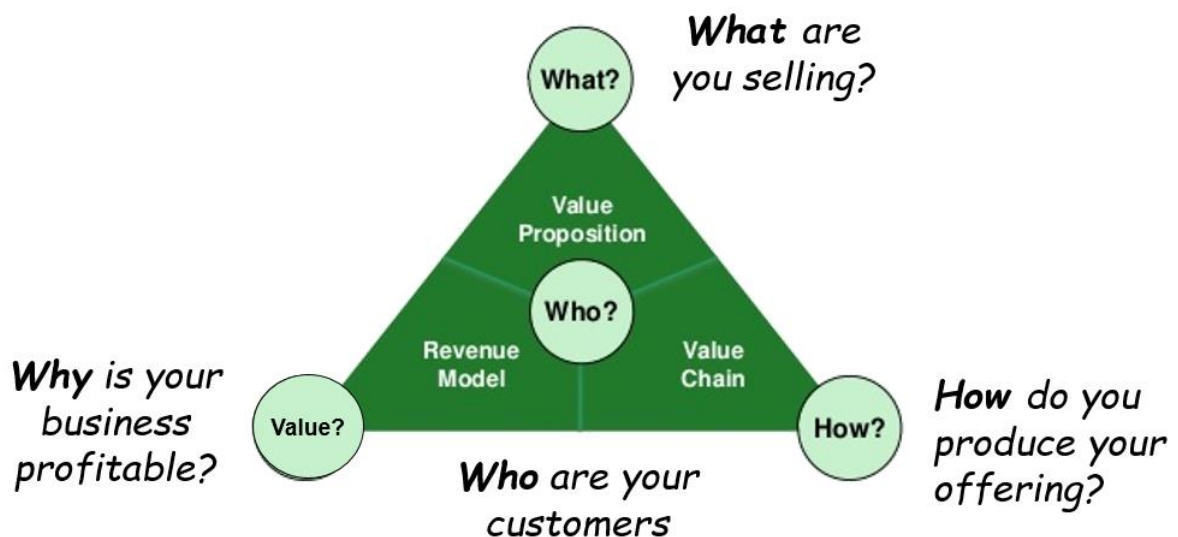 What?
What are
you selling?
Value
Proposition
Who?
Revenue
Model
Value
Chain
Why is your
business
profitable?
Value?
How?
How do you
produce your
offering?
Who are your
customers